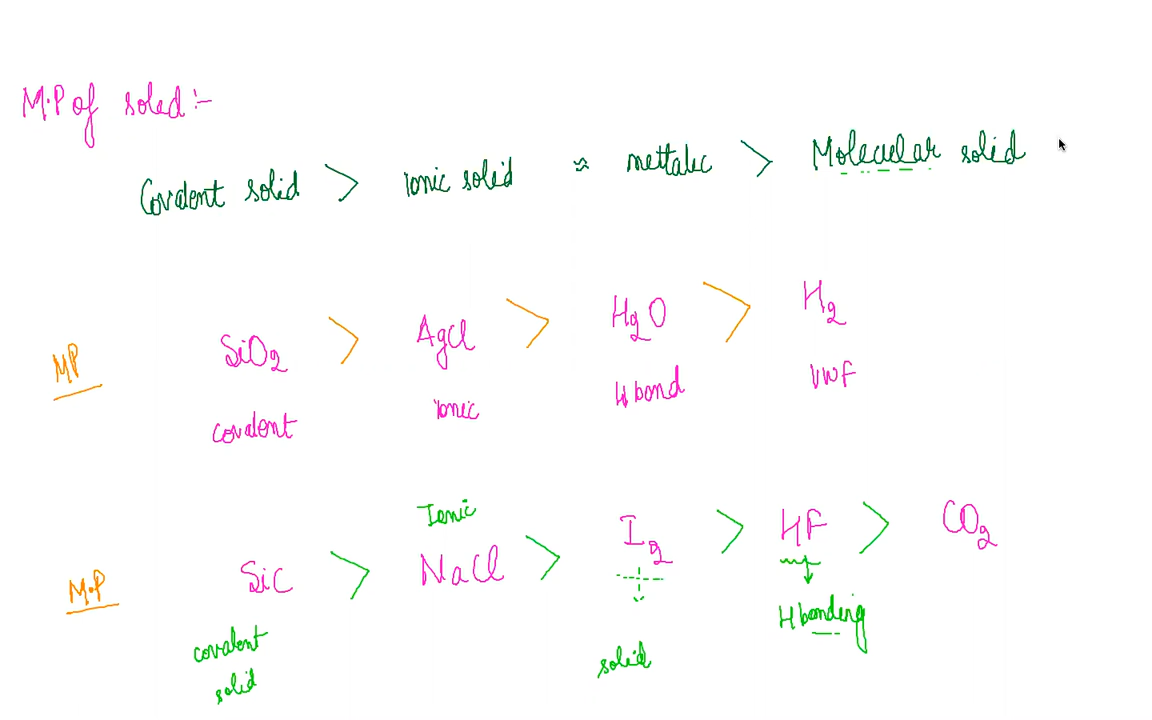 M.P of solid :-
Covalent solid > Ionic solid ≈ mettalic > Molecular solid
MP SiO2 > AgCl > H2O > H2
covalent ionic H bond VWF
Ionic
M.P SiC > NaCl > I2 > HF > CO2
covalent solid solid H bonding